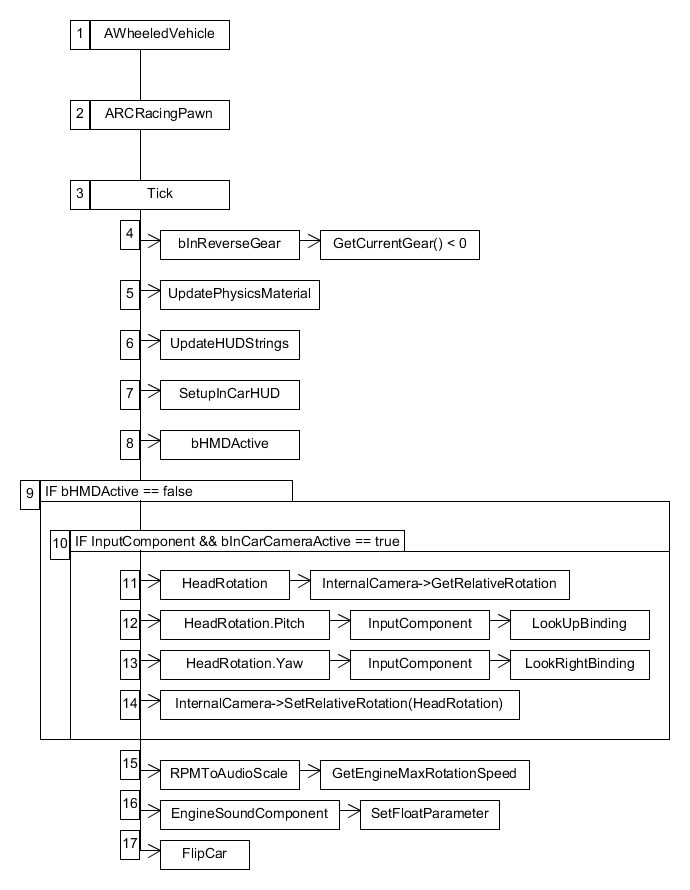 1 AWheeledVehicle
2 ARCRacingPawn
3 Tick
4 bInReverseGear GetCurrentGear() < 0
5 UpdatePhysicsMaterial
6 UpdateHUDStrings
7 SetupInCarHUD
8 bHMDActive
9 IF bHMDActive == false
10 IF InputComponent && bInCarCameraActive == true
11 HeadRotation InternalCamera->GetRelativeRotation
12 HeadRotation.Pitch InputComponent LookUpBinding
13 HeadRotation.Yaw InputComponent LookRightBinding
14 InternalCamera->SetRelativeRotation(HeadRotation)
15 RPMToAudioScale GetEngineMaxRotationSpeed
16 EngineSoundComponent SetFloatParameter
17 FlipCar